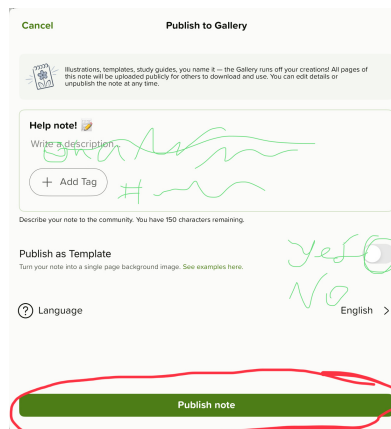 Cancel
Publish to Gallery
Illustrations, templates, study guides, you name it — the Gallery runs off your creations! All pages of
this note will be uploaded publicly for others to download and use. You can edit details or
unpublish the note at any time.
Help note! 📝
Write a description...
+ Add Tag
#
Describe your note to the community. You have 150 characters remaining.
Publish as Template
Turn your note into a single page background image. See examples here.
Yes
No
? Language
English >
Publish note